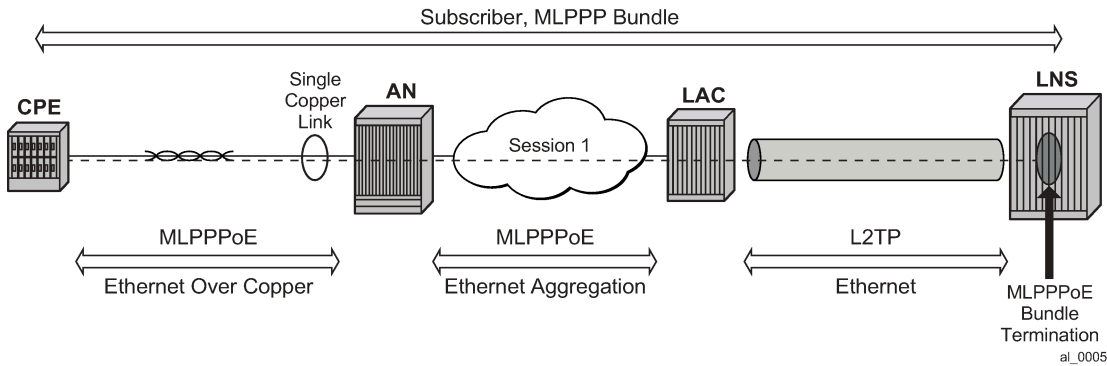 Subscriber, MLPPP Bundle
CPE
Single
Copper
Link
AN
Session 1
LAC
LNS
MLPPPoE
Ethernet Over Copper
MLPPPoE
Ethernet Aggregation
L2TP
Ethernet
MLPPPoE
Bundle
Termination
al_0005